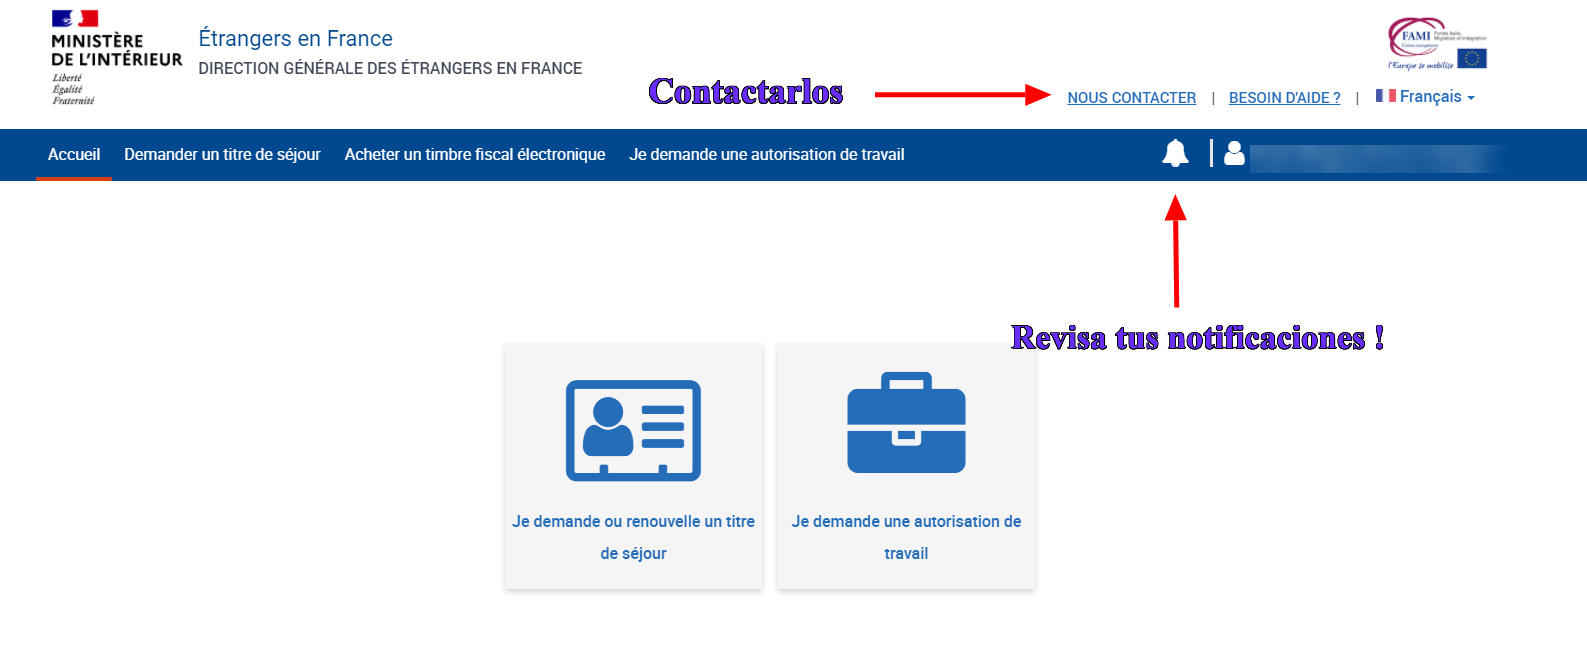 MINISTÈRE
DE L'INTÉRIEUR
Liberté
Égalité
Fraternité
Étrangers en France
DIRECTION GÉNÉRALE DES ÉTRANGERS EN FRANCE
FAMI
Fonds Asile,
Migration et Intégration
Union européenne
l'Europe se mobilise
Contactarlos
NOUS CONTACTER | BESOIN D'AIDE ? | Français
Accueil Demander un titre de séjour Acheter un timbre fiscal électronique Je demande une autorisation de travail
Revisa tus notificaciones !
Je demande ou renouvelle un titre
de séjour
Je demande une autorisation de
travail